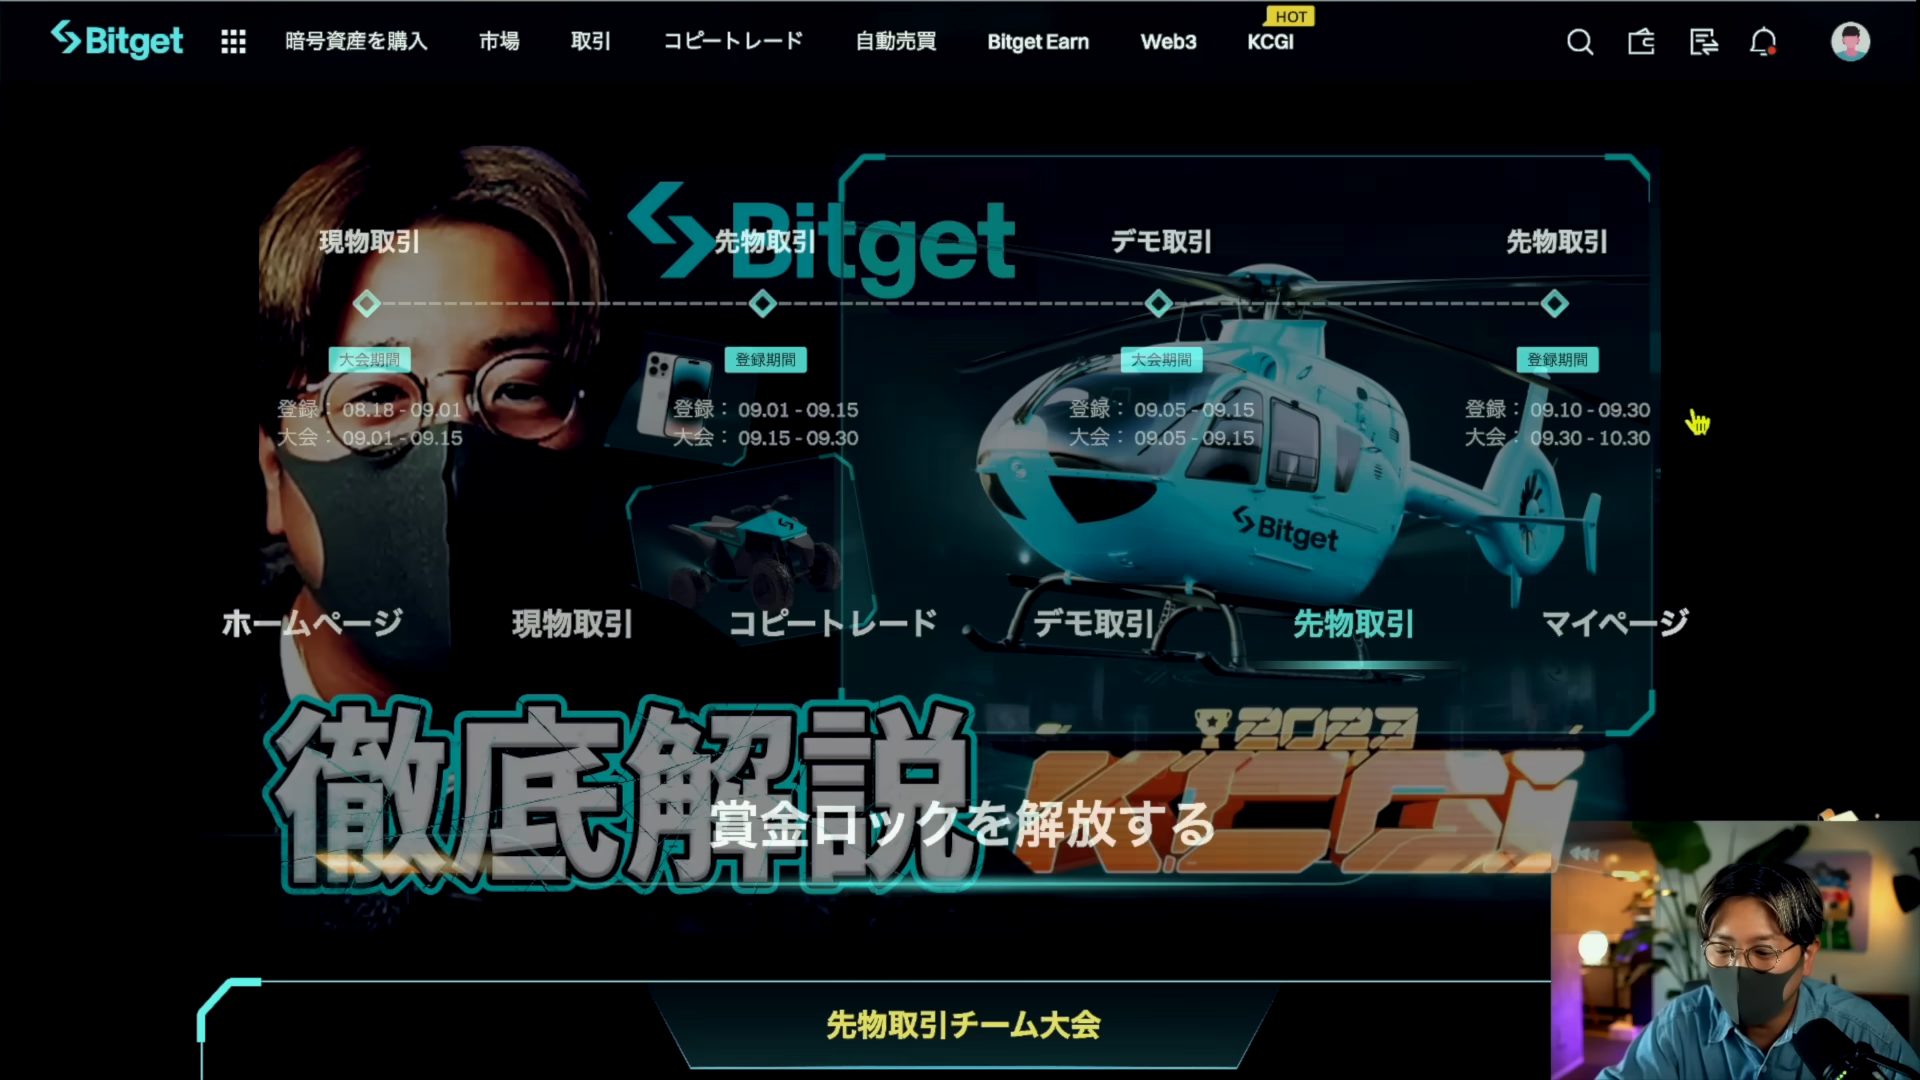 Bitget
暗号資産を購入 市場 取引 コピートレード 自動売買 Bitget Earn Web3 KCGI HOT
Bitget
現物取引 先物取引 デモ取引 先物取引
大会期間 登録期間 大会期間 登録期間
登録： 08.18 - 09.01 登録： 09.01 - 09.15 登録： 09.05 - 09.15 登録： 09.10 - 09.30
大会： 09.01 - 09.15 大会： 09.15 - 09.30 大会： 09.05 - 09.15 大会： 09.30 - 10.30
Bitget
ホームページ 現物取引 コピートレード デモ取引 先物取引 マイページ
2023
KCGI
徹底解説
賞金ロックを解放する
先物取引チーム大会